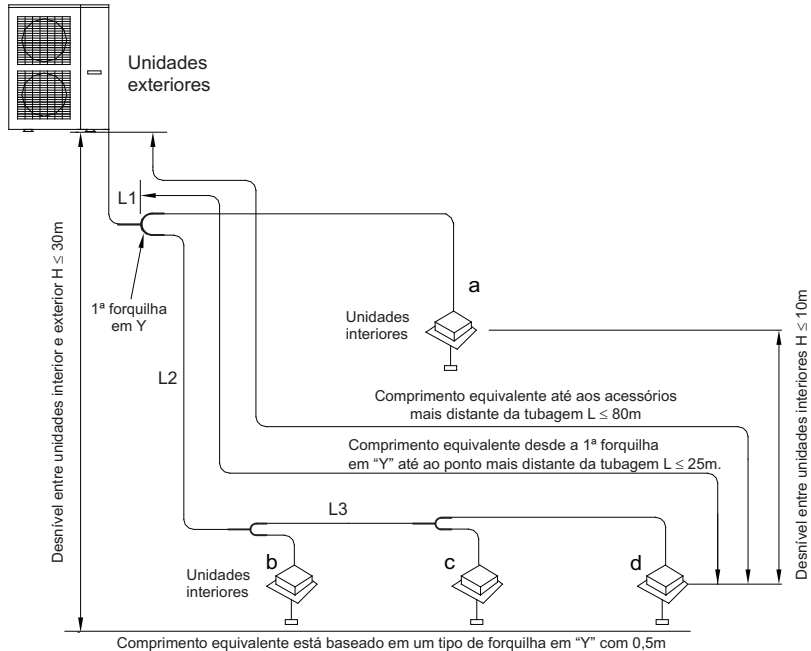 Unidades
exteriores
L1
1ª forquilha
em Y
a
Unidades
interiores
L2
Comprimento equivalente até aos acessórios
mais distante da tubagem L ≤ 80m
Comprimento equivalente desde a 1ª forquilha
em “Y” até ao ponto mais distante da tubagem L ≤ 25m.
L3
b
c
d
Unidades
interiores
Desnível entre unidades interior e exterior H ≤ 30m
Desnível entre unidades interiores H ≤ 10m
Comprimento equivalente está baseado em um tipo de forquilha em “Y” com 0,5m